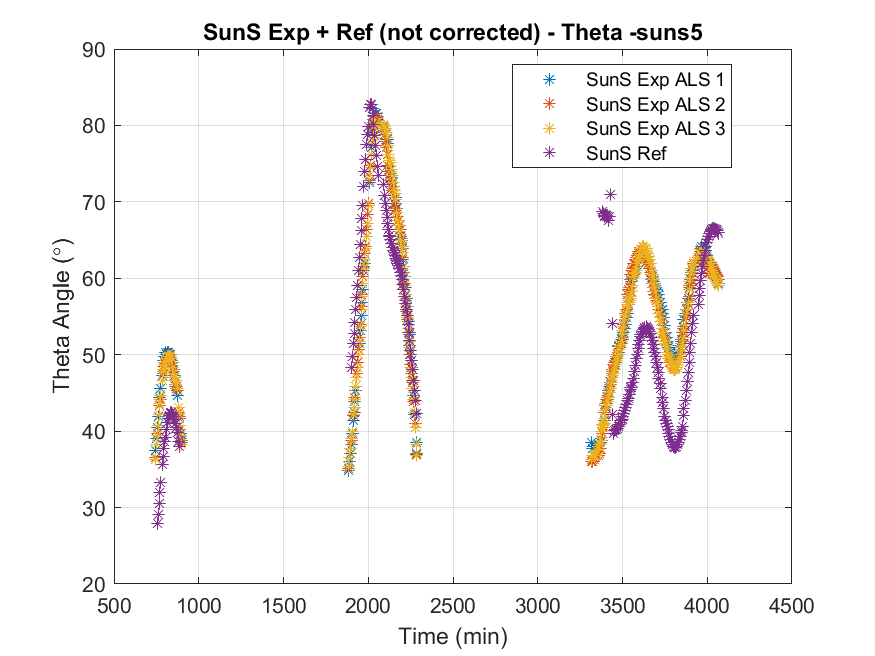 SunS Exp + Ref (not corrected) - Theta -suns5
90
80
70
60
50
40
30
20
Theta Angle (°)
SunS Exp ALS 1
SunS Exp ALS 2
SunS Exp ALS 3
SunS Ref
500 1000 1500 2000 2500 3000 3500 4000 4500
Time (min)